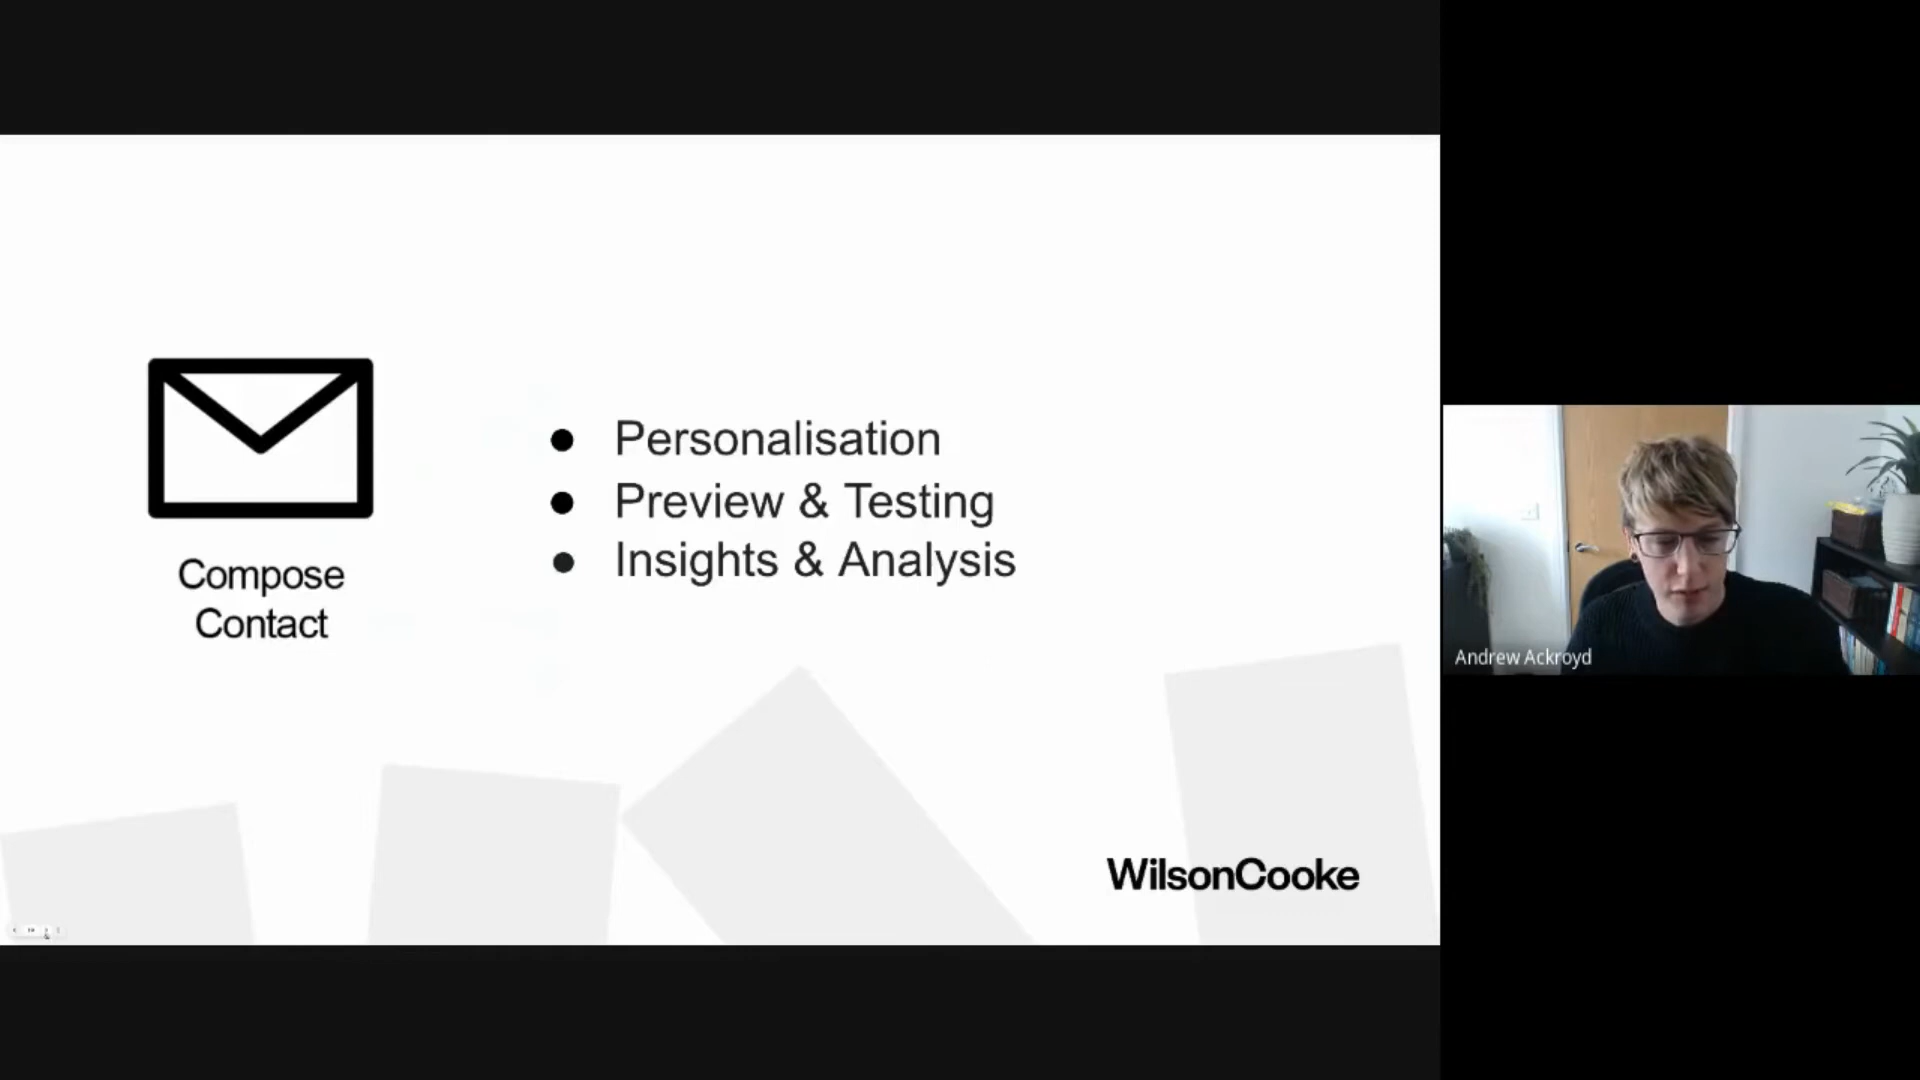 Compose
Contact
● Personalisation
● Preview & Testing
● Insights & Analysis
WilsonCooke
Andrew Ackroyd